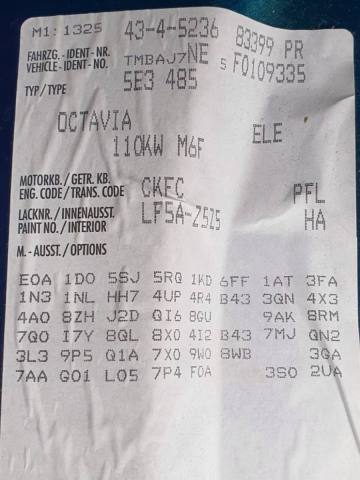 M1: 1325 43-4-5236 83399 PR
FAHRZG. - IDENT - NR.
VEHICLE - IDENT - NO. TMBAJ7NE 5 F0109335
TYP / TYPE 5E3 485
OCTAVIA
110KW M6F ELE
MOTORKB. / GETR. KB.
ENG. CODE / TRANS. CODE CKFC PFL
LACKNR. / INNENAUSST.
PAINT NO. / INTERIOR LF5A-Z5Z5 HA
M. - AUSST. / OPTIONS
E0A 1D0 5SJ 5RQ 1KD 6FF 1AT 3FA
1N3 1NL HH7 4UP 4R4 B43 3QN 4X3
4A0 8ZH J2D QI6 8GU 9AK 8RM
7Q0 I7Y 8QL 8X0 4I2 B43 7MJ QN2
3L3 9P5 Q1A 7X0 9W0 8WB 3GA
7AA G01 L05 7P4 F0A 3S0 2UA